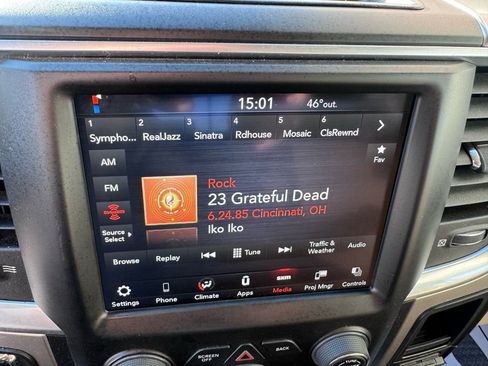 15:01 46°out.
1 2 3 4 5 6
Sympho... RealJazz Sinatra Rdhouse Mosaic ClsRewnd
AM
Fav
FM
Rock
23 Grateful Dead
6.24.85 Cincinnati, OH
Iko Iko
Source
Select
Browse Replay Tune Traffic & Weather Audio
sxm
Settings Phone Climate Apps Media Proj Mngr Controls
SCREEN OFF
BACK
TUNE